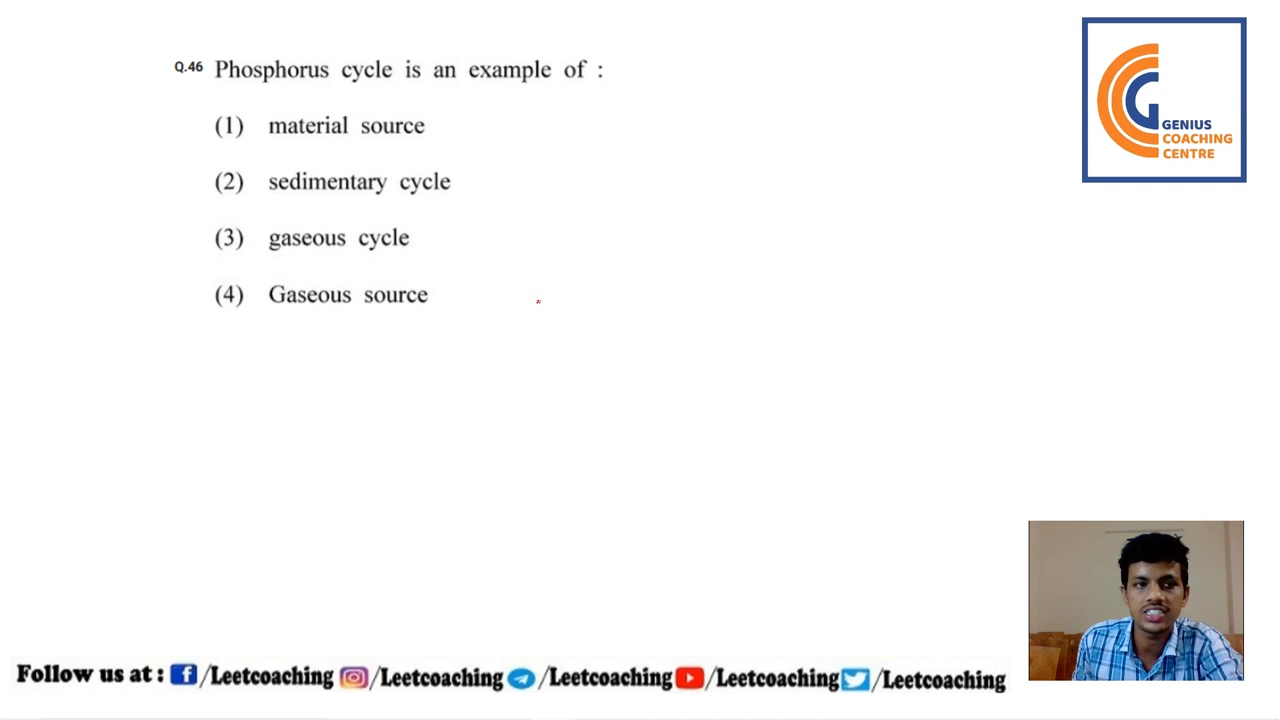 Q.46 Phosphorus cycle is an example of :
(1) material source
(2) sedimentary cycle
(3) gaseous cycle
(4) Gaseous source
GENIUS
COACHING
CENTRE
Follow us at : /Leetcoaching /Leetcoaching /Leetcoaching /Leetcoaching /Leetcoaching